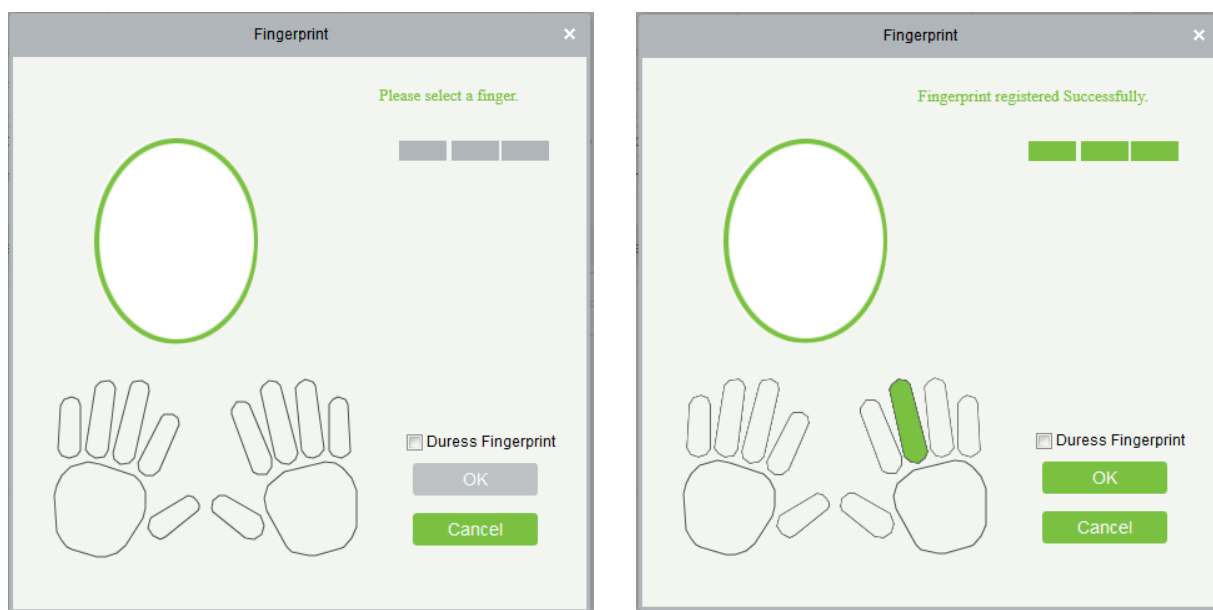 Fingerprint ×
Please select a finger.
Duress Fingerprint
OK
Cancel
Fingerprint ×
Fingerprint registered Successfully.
Duress Fingerprint
OK
Cancel